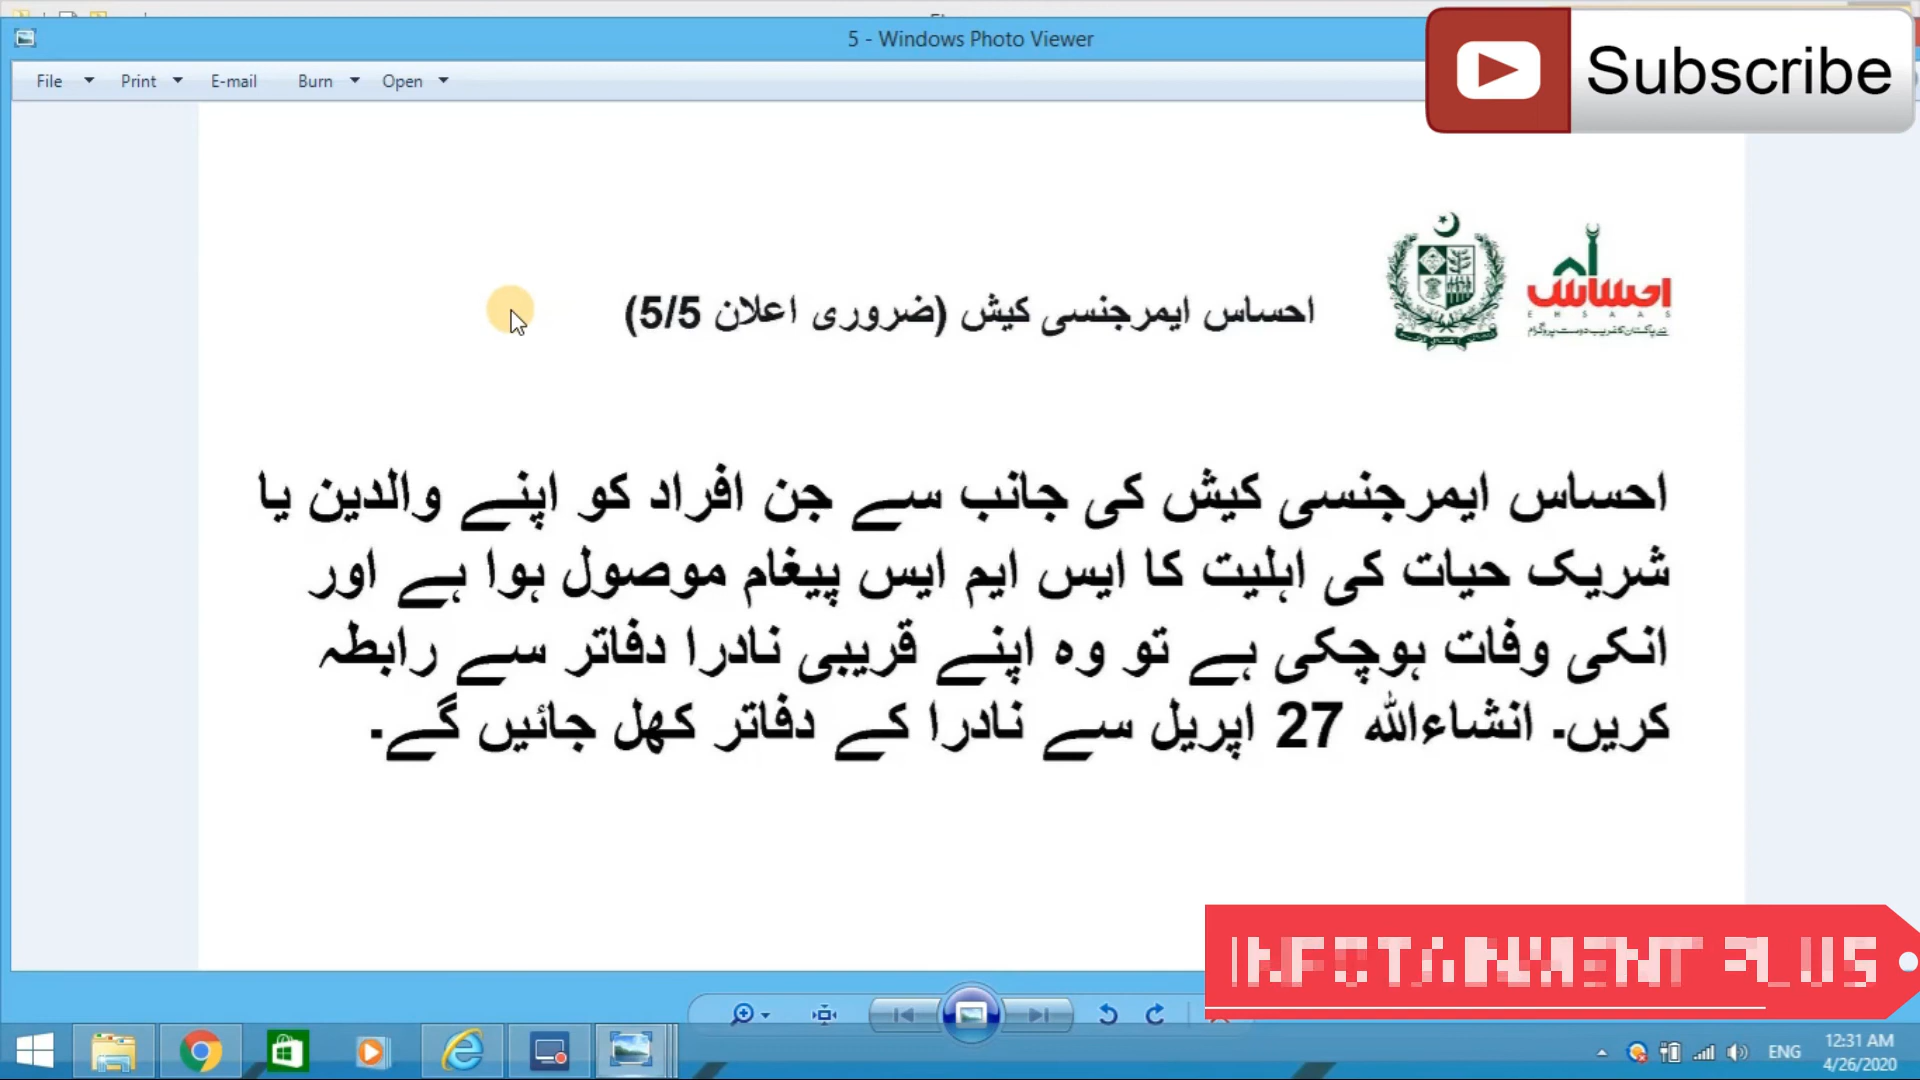 5 - Windows Photo Viewer
File Print E-mail Burn Open
Subscribe
احساس
EHSAAS
احساس ایمرجنسی کیش (ضروری اعلان 5/5)
احساس ایمرجنسی کیش کی جانب سے جن افراد کو اپنے والدین یا
شریک حیات کی اہلیت کا ایس ایم ایس پیغام موصول ہوا ہے اور
انکی وفات ہوچکی ہے تو وہ اپنے قریبی نادرا دفاتر سے رابطہ
کریں۔ انشاءاللہ 27 اپریل سے نادرا کے دفاتر کھل جائیں گے۔
INFOTAINMENT PLUS
ENG
12:31 AM
4/26/2020